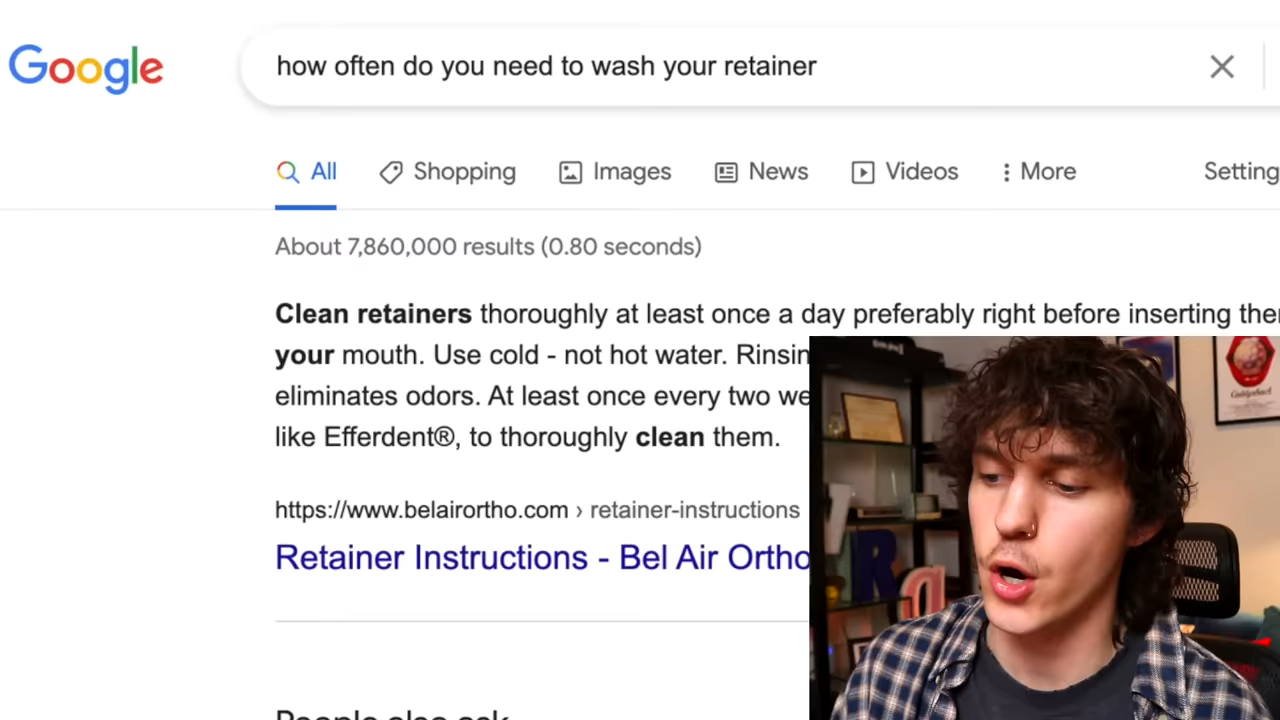 Google
how often do you need to wash your retainer
All Shopping Images News Videos More Setting
About 7,860,000 results (0.80 seconds)
Clean retainers thoroughly at least once a day preferably right before inserting the
your mouth. Use cold - not hot water. Rinsin
eliminates odors. At least once every two we
like Efferdent®, to thoroughly clean them.
https://www.belairortho.com › retainer-instructions
Retainer Instructions - Bel Air Ortho
People also ask